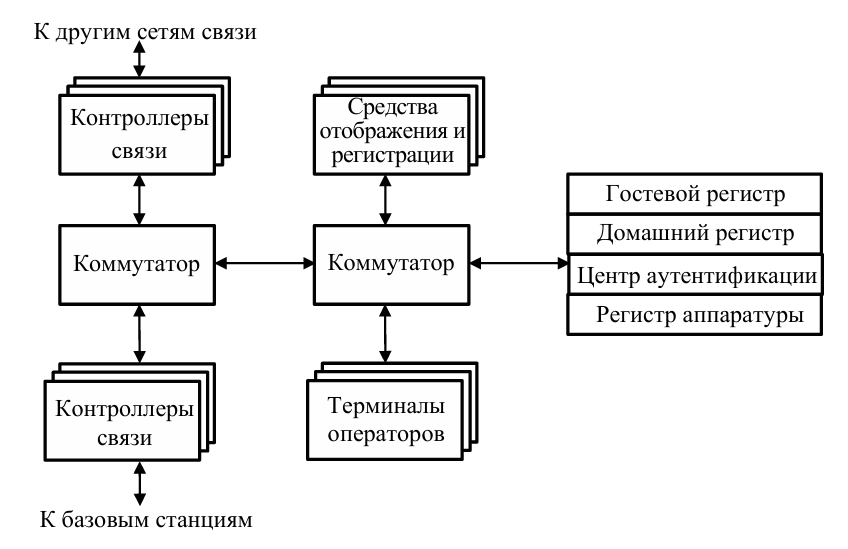 К другим сетям связи
Контроллеры
связи
Средства
отображения и
регистрации
Гостевой регистр
Домашний регистр
Центр аутентификации
Регистр аппаратуры
Коммутатор
Коммутатор
Контроллеры
связи
Терминалы
операторов
К базовым станциям